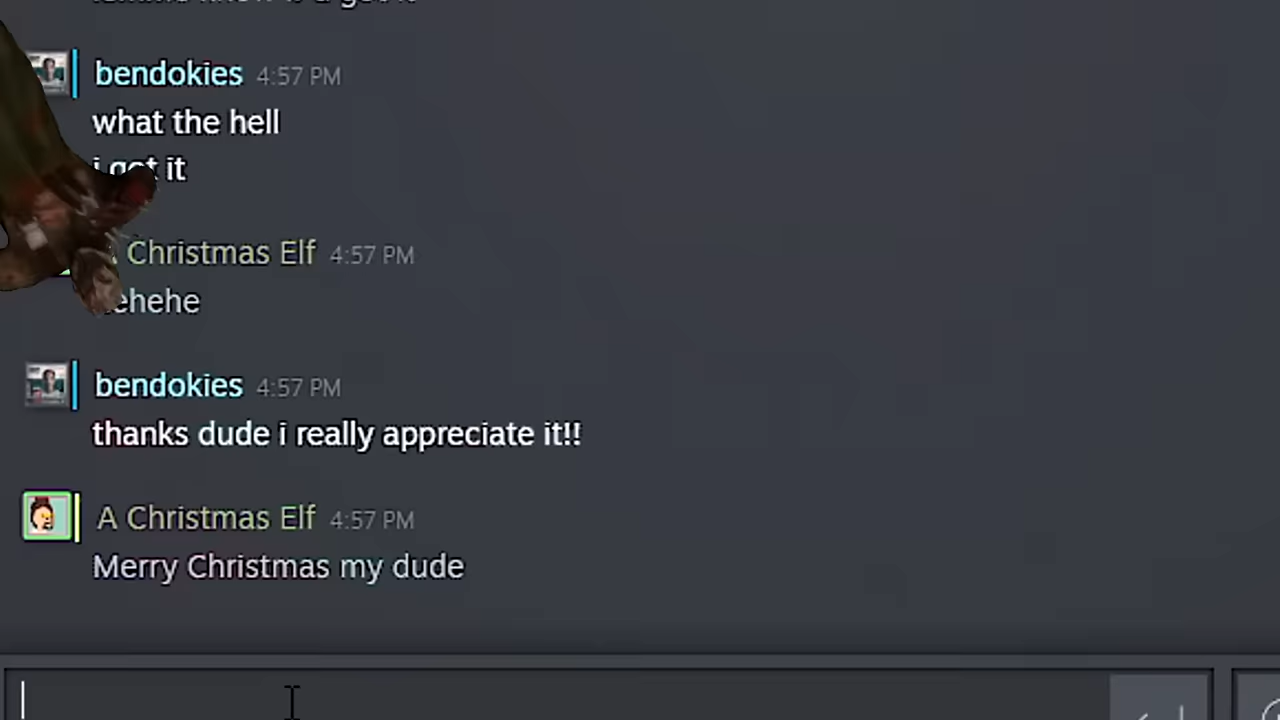 bendokies 4:57 PM
what the hell
i got it
A Christmas Elf 4:57 PM
bendokies 4:57 PM
thanks dude i really appreciate it!!
A Christmas Elf 4:57 PM
Merry Christmas my dude